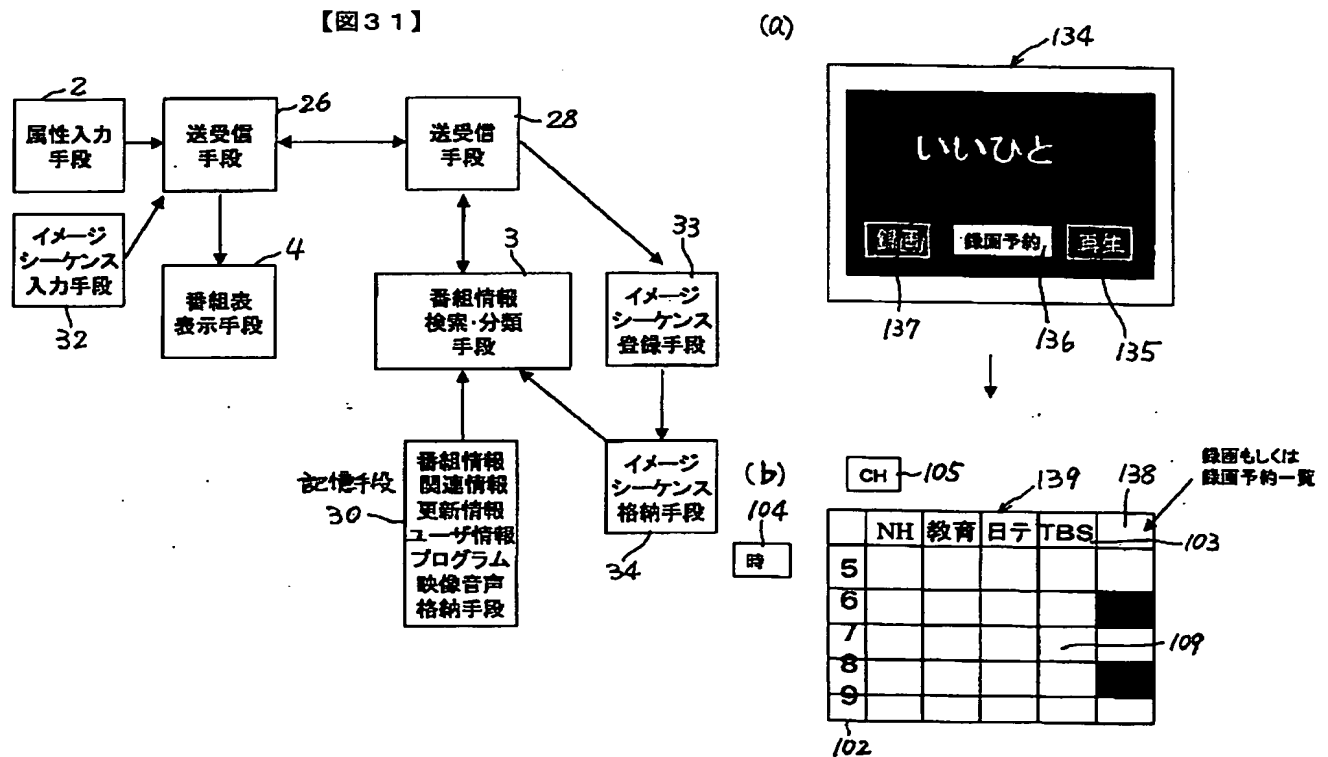 【図31】
2
属性入力
手段
26
送受信
手段
28
送受信
手段
イメージ
シーケンス
入力手段
32
4
番組表
表示手段
3
番組情報
検索・分類
手段
33
イメージ
シーケンス
登録手段
記憶手段
30
番組情報
関連情報
更新情報
ユーザ情報
プログラム
映像音声
格納手段
イメージ
シーケンス
格納手段
34
(a)
134
いいひと
録画
録画予約
再生
137
136
135
(b)
104
時
CH
105
139
138
録画もしくは
録画予約一覧
NH 教育 日テ TBS
103
5
6
7
8
9
109
102